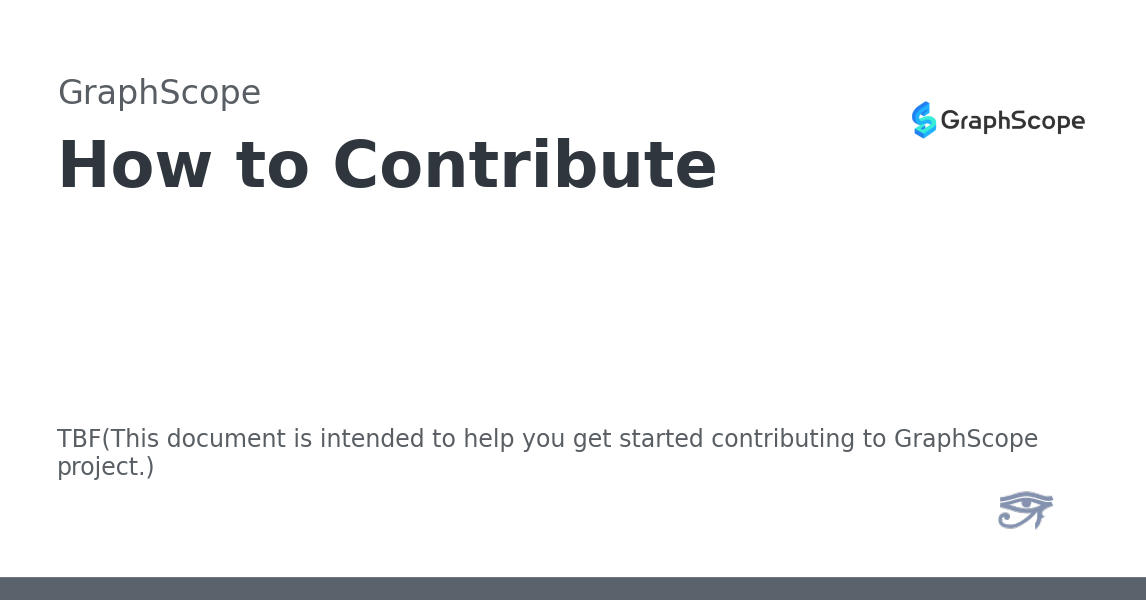 GraphScope
GraphScope
How to Contribute
TBF(This document is intended to help you get started contributing to GraphScope
project.)